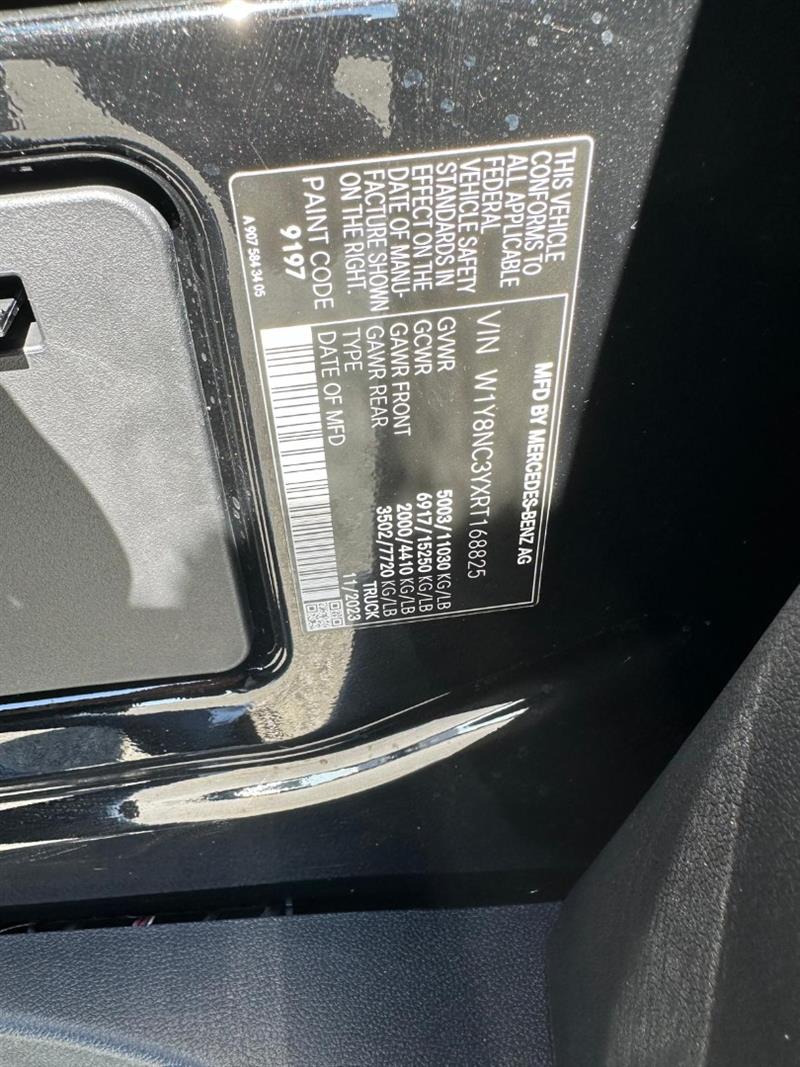 MFD BY MERCEDES-BENZ AG
THIS VEHICLE
CONFORMS TO
ALL APPLICABLE
FEDERAL
VEHICLE SAFETY
STANDARDS IN
EFFECT ON THE
DATE OF MANU-
FACTURE SHOWN
ON THE RIGHT.
PAINT CODE
9197
VIN W1Y8NC3YXRT168825
GVWR 5003/11030 KG/LB
GCWR 6917/15250 KG/LB
GAWR FRONT 2000/4410 KG/LB
GAWR REAR 3502/7720 KG/LB
TYPE TRUCK
DATE OF MFD 11/2023
A 907 584 34 05